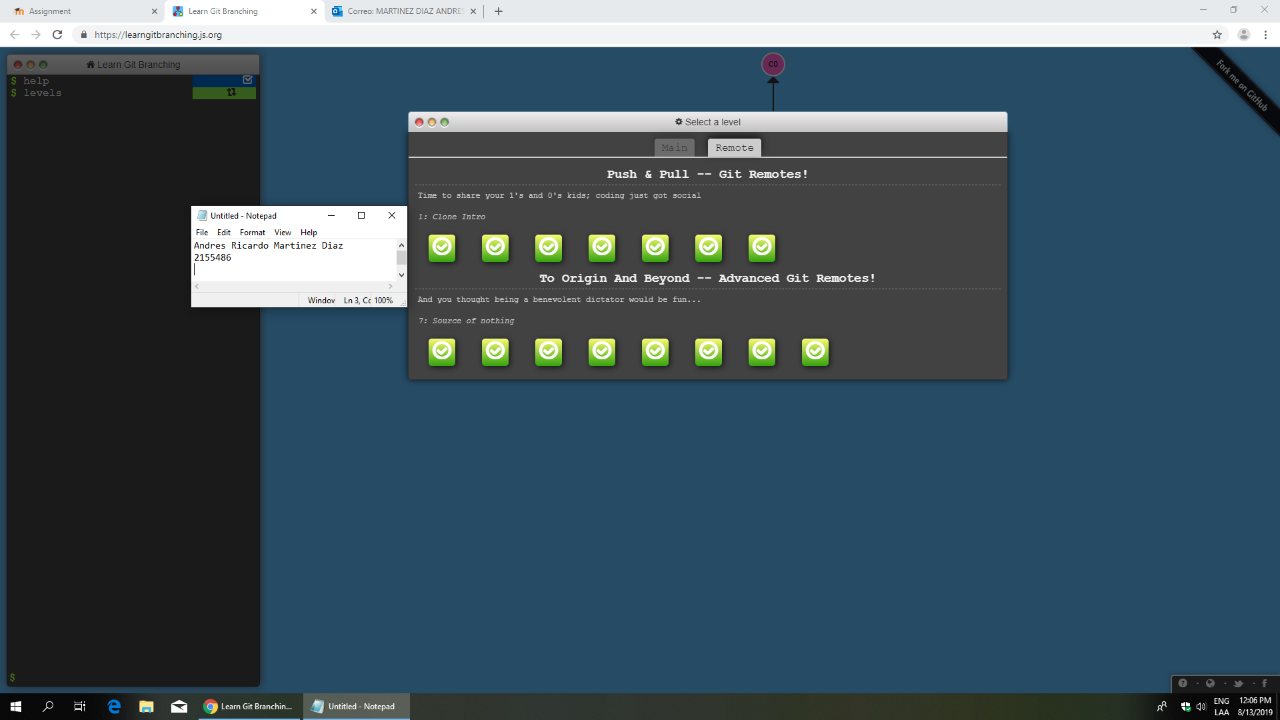 Assignment
Learn Git Branching
Correo: MARTINEZ DIAZ ANDRES
https://learngitbranching.js.org
Learn Git Branching
$ help
$ levels
$
C0
Fork me on GitHub
Select a level
Main
Remote
Push & Pull -- Git Remotes!
Time to share your 1's and 0's kids; coding just got social
1: Clone Intro
To Origin And Beyond -- Advanced Git Remotes!
And you thought being a benevolent dictator would be fun...
7: Source of nothing
Untitled - Notepad
File Edit Format View Help
Andres Ricardo Martinez Diaz
2155486
Window Ln 3, Cc 100%
Learn Git Branchin...
Untitled - Notepad
ENG
LAA
12:06 PM
8/13/2019